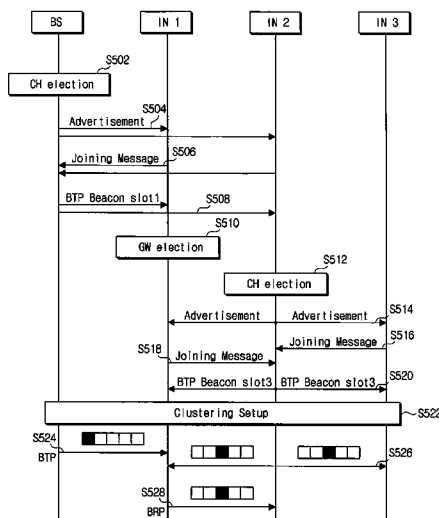 BS
IN 1
IN 2
IN 3
S502
CH election
S504
Advertisement
S506
Joining Message
BTP Beacon slot1
S508
S510
GW election
S512
CH election
S514
Advertisement
Advertisement
S516
Joining Message
S518
Joining Message
S520
BTP Beacon slot3
BTP Beacon slot3
Clustering Setup
S522
S524
BTP
S526
S528
BRP